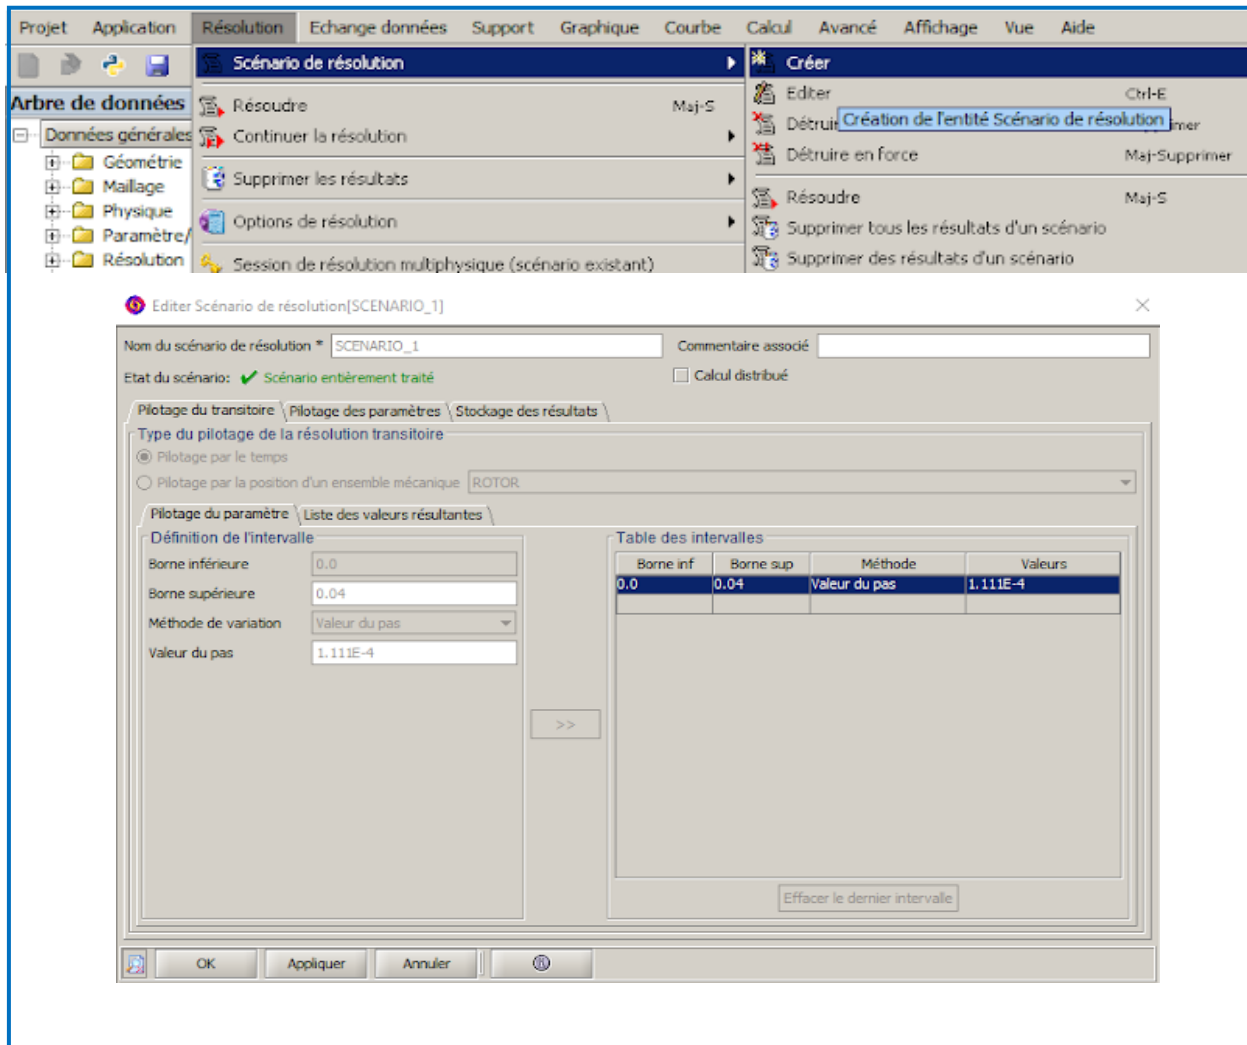 Projet Application Résolution Echange données Support Graphique Courbe Calcul Avancé Affichage Vue Aide
Scénario de résolution
Créer
Arbre de données
Résoudre Maj-S
Editer Ctrl-E
Données générales
Continuer la résolution
Création de l'entité Scénario de résolution
Géométrie
Détruire en force Maj-Supprimer
Maillage
Supprimer les résultats
Physique
Résoudre Maj-S
Paramètre/
Options de résolution
Supprimer tous les résultats d'un scénario
Résolution
Session de résolution multiphysique (scénario existant)
Supprimer des résultats d'un scénario
Editer Scénario de résolution[SCENARIO_1]
Nom du scénario de résolution * SCENARIO_1 Commentaire associé
Etat du scénario: Scénario entièrement traité Calcul distribué
Pilotage du transitoire Pilotage des paramètres Stockage des résultats
Type du pilotage de la résolution transitoire
Pilotage par le temps
Pilotage par la position d'un ensemble mécanique ROTOR
Pilotage du paramètre Liste des valeurs résultantes
Définition de l'intervalle
Borne inférieure 0.0
Borne supérieure 0.04
Méthode de variation Valeur du pas
Valeur du pas 1.111E-4
>>
Table des intervalles
Borne inf Borne sup Méthode Valeurs
0.0 0.04 Valeur du pas 1.111E-4
Effacer le dernier intervalle
OK Appliquer Annuler